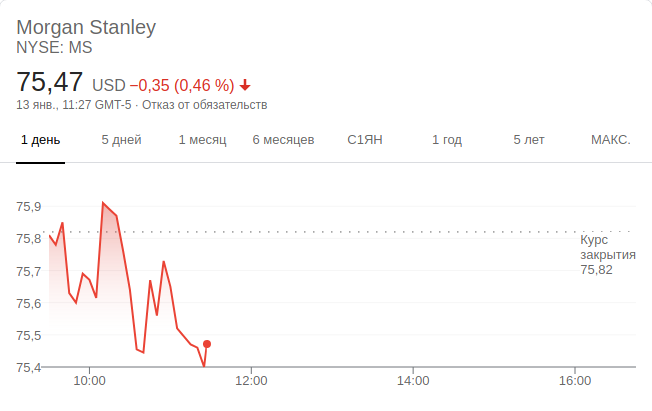 Morgan Stanley
NYSE: MS
75,47 USD −0,35 (0,46 %)
13 янв., 11:27 GMT-5 · Отказ от обязательств
1 день 5 дней 1 месяц 6 месяцев С1ЯН 1 год 5 лет МАКС.
75,9
75,8
75,7
75,6
75,5
75,4
Курс
закрытия
75,82
10:00 12:00 14:00 16:00